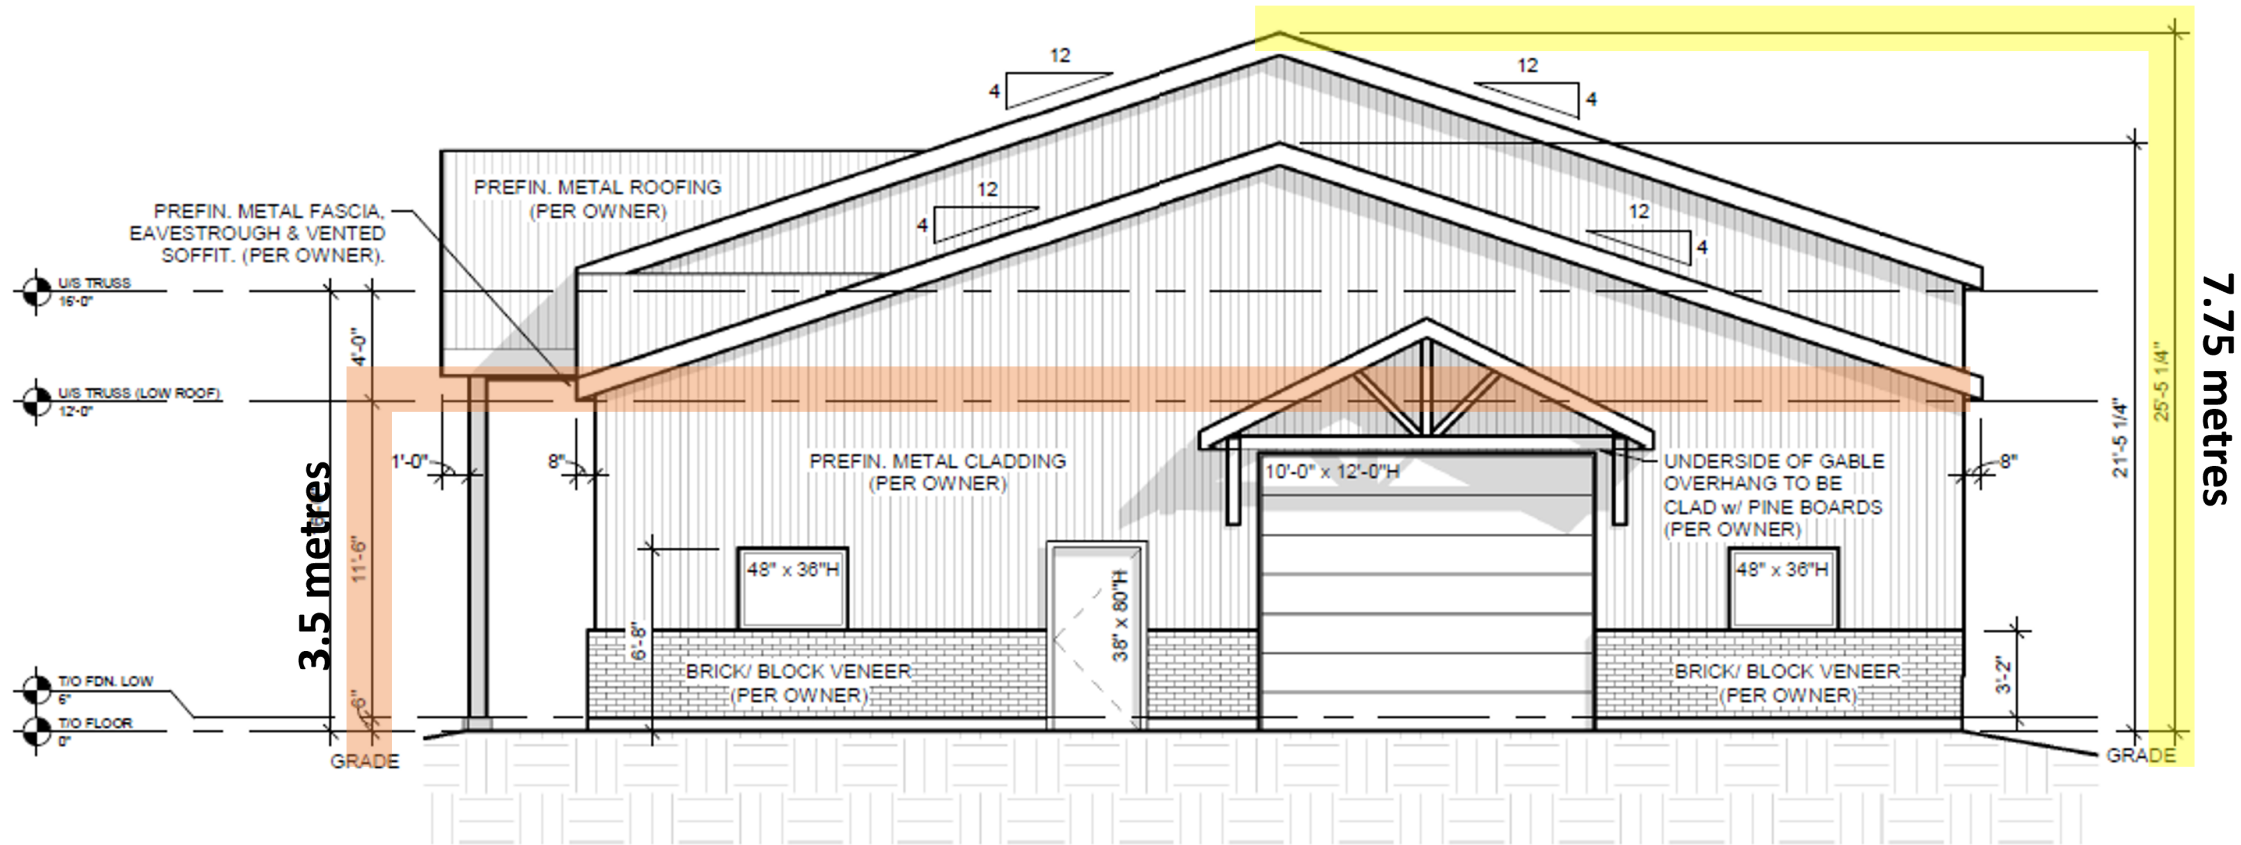 12
4
12
4
PREFIN. METAL ROOFING
(PER OWNER)
12
4
12
4
PREFIN. METAL FASCIA,
EAVESTROUGH & VENTED
SOFFIT. (PER OWNER).
U/S TRUSS
16'-0"
4'-0"
U/S TRUSS (LOW ROOF)
12'-0"
1'-0"
8"
PREFIN. METAL CLADDING
(PER OWNER)
10'-0" x 12'-0"H
UNDERSIDE OF GABLE
OVERHANG TO BE
CLAD w/ PINE BOARDS
(PER OWNER)
8"
21'-5 1/4"
25'-5 1/4"
7.75 metres
3.5 metres
11'-6"
6"
48" x 36"H
6'-8"
38" x 80"H
48" x 36"H
BRICK/ BLOCK VENEER
(PER OWNER)
BRICK/ BLOCK VENEER
(PER OWNER)
3'-2"
T/O FDN. LOW
6"
T/O FLOOR
0"
GRADE
GRADE